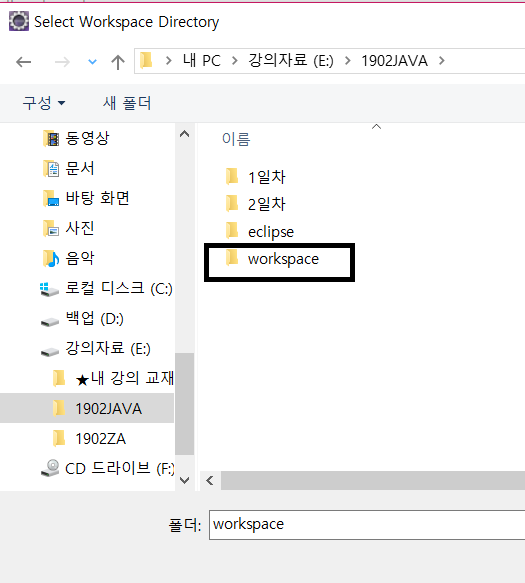 Select Workspace Directory
내 PC > 강의자료 (E:) > 1902JAVA >
구성 새 폴더
이름
동영상
문서
바탕 화면
사진
음악
로컬 디스크 (C:)
백업 (D:)
강의자료 (E:)
★내 강의 교재
1902JAVA
1902ZA
CD 드라이브 (F:)
1일차
2일차
eclipse
workspace
폴더: workspace